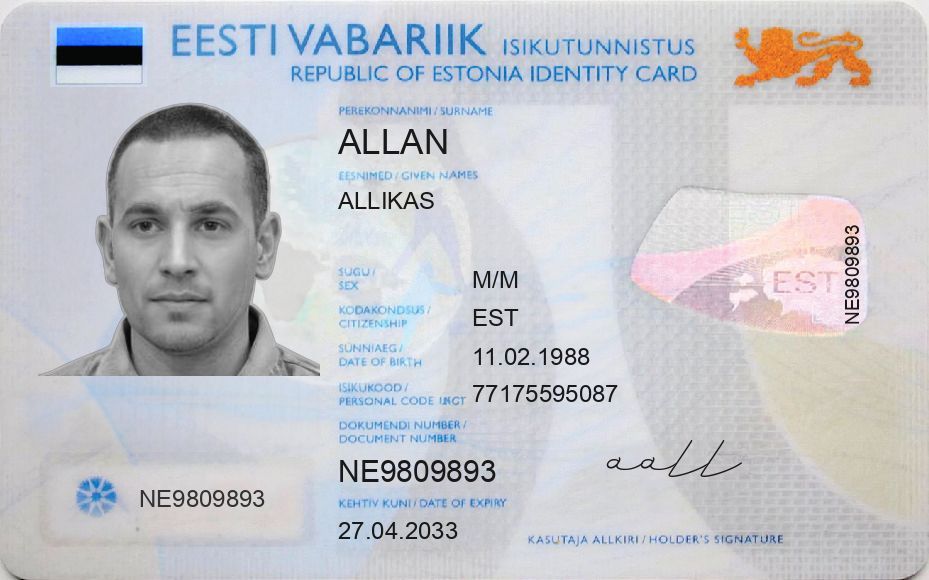 EESTI VABARIIK ISIKUTUNNISTUS
REPUBLIC OF ESTONIA IDENTITY CARD
PEREKONNANIMI / SURNAME
ALLAN
EESNIMED / GIVEN NAMES
ALLIKAS
SUGU /
SEX
M/M
KODAKONDSUS /
CITIZENSHIP
EST
SÜNNIAEG /
DATE OF BIRTH
11.02.1988
ISIKUKOOD /
PERSONAL CODE
77175595087
DOKUMENDI NUMBER /
DOCUMENT NUMBER
NE9809893
KEHTIV KUNI / DATE OF EXPIRY
27.04.2033
NE9809893
EST
NE9809893
aall
KASUTAJA ALLKIRI / HOLDER'S SIGNATURE